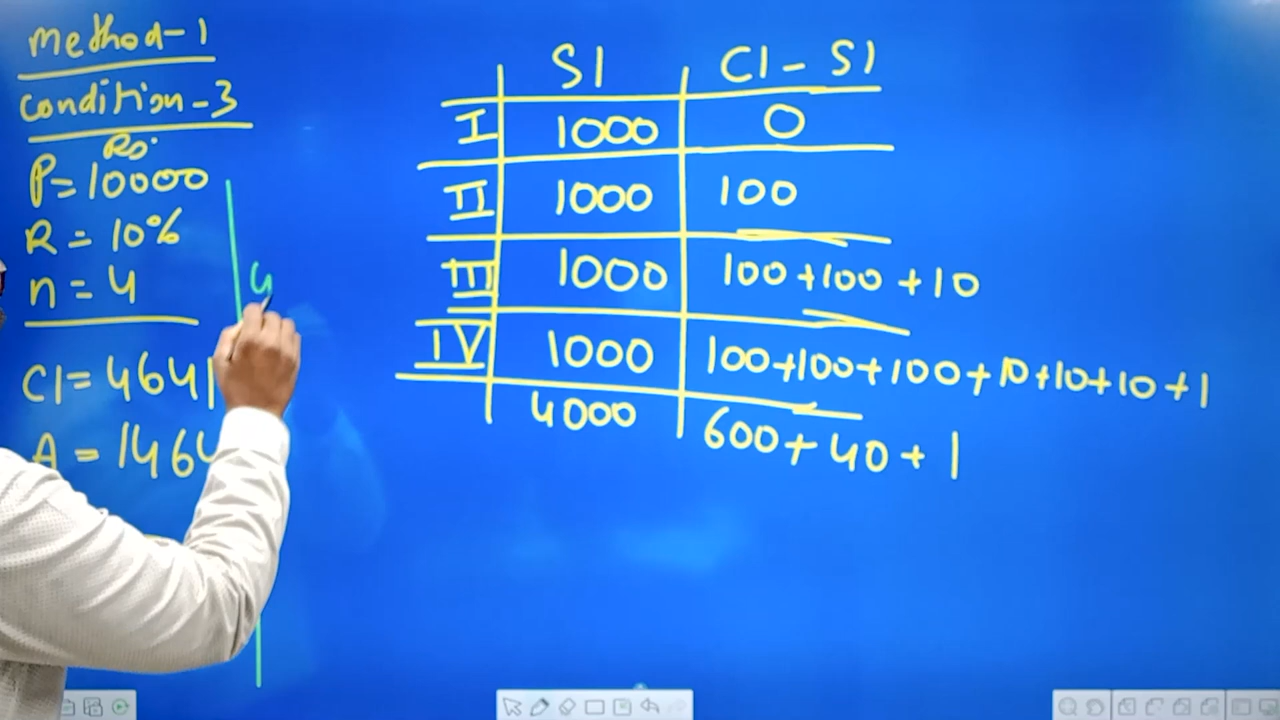 Method-1
Condition-3
Rs.
P=10000
R = 10%
n = 4
CI = 4641
A = 1464
4
SI CI - SI
I 1000 0
II 1000 100
III 1000 100+100+10
IV 1000 100+100+100+10+10+10+1
4000 600+40+1